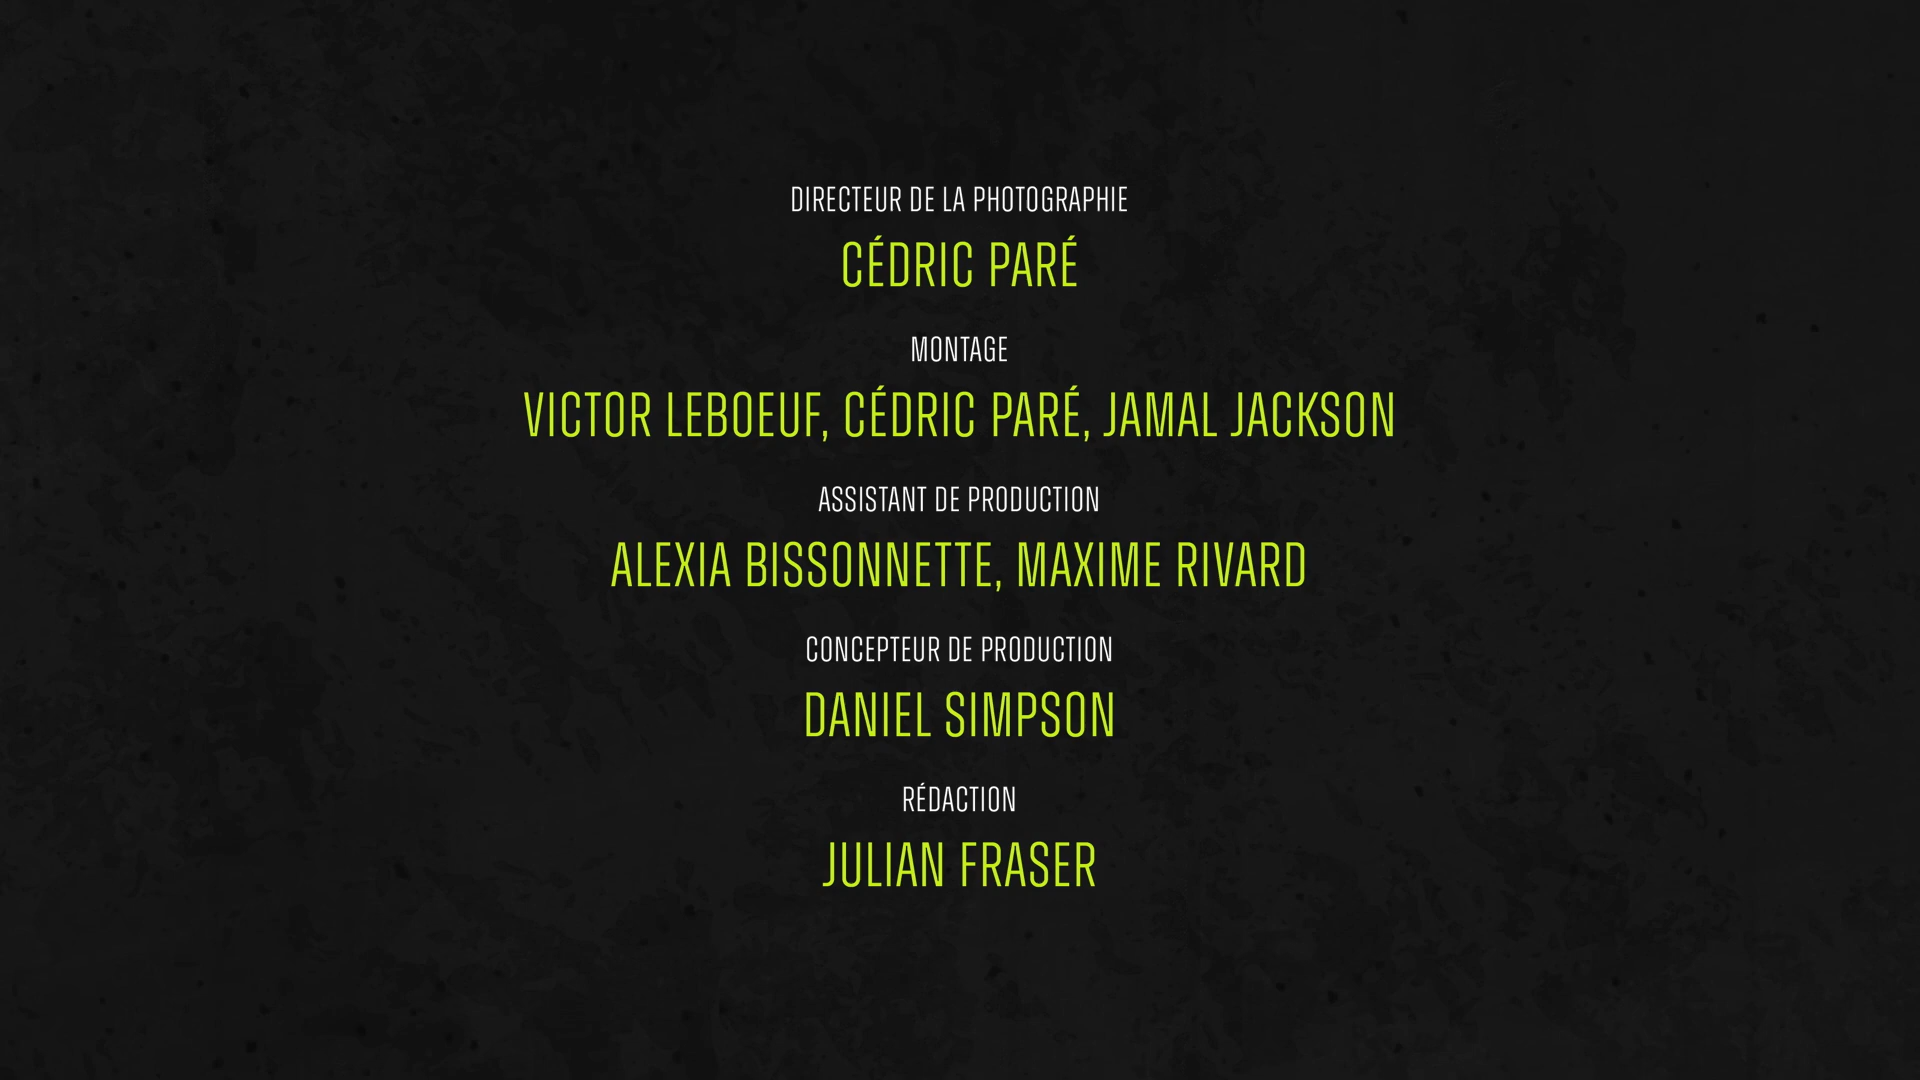 DIRECTEUR DE LA PHOTOGRAPHIE
CÉDRIC PARÉ
MONTAGE
VICTOR LEBOEUF, CÉDRIC PARÉ, JAMAL JACKSON
ASSISTANT DE PRODUCTION
ALEXIA BISSONNETTE, MAXIME RIVARD
CONCEPTEUR DE PRODUCTION
DANIEL SIMPSON
RÉDACTION
JULIAN FRASER